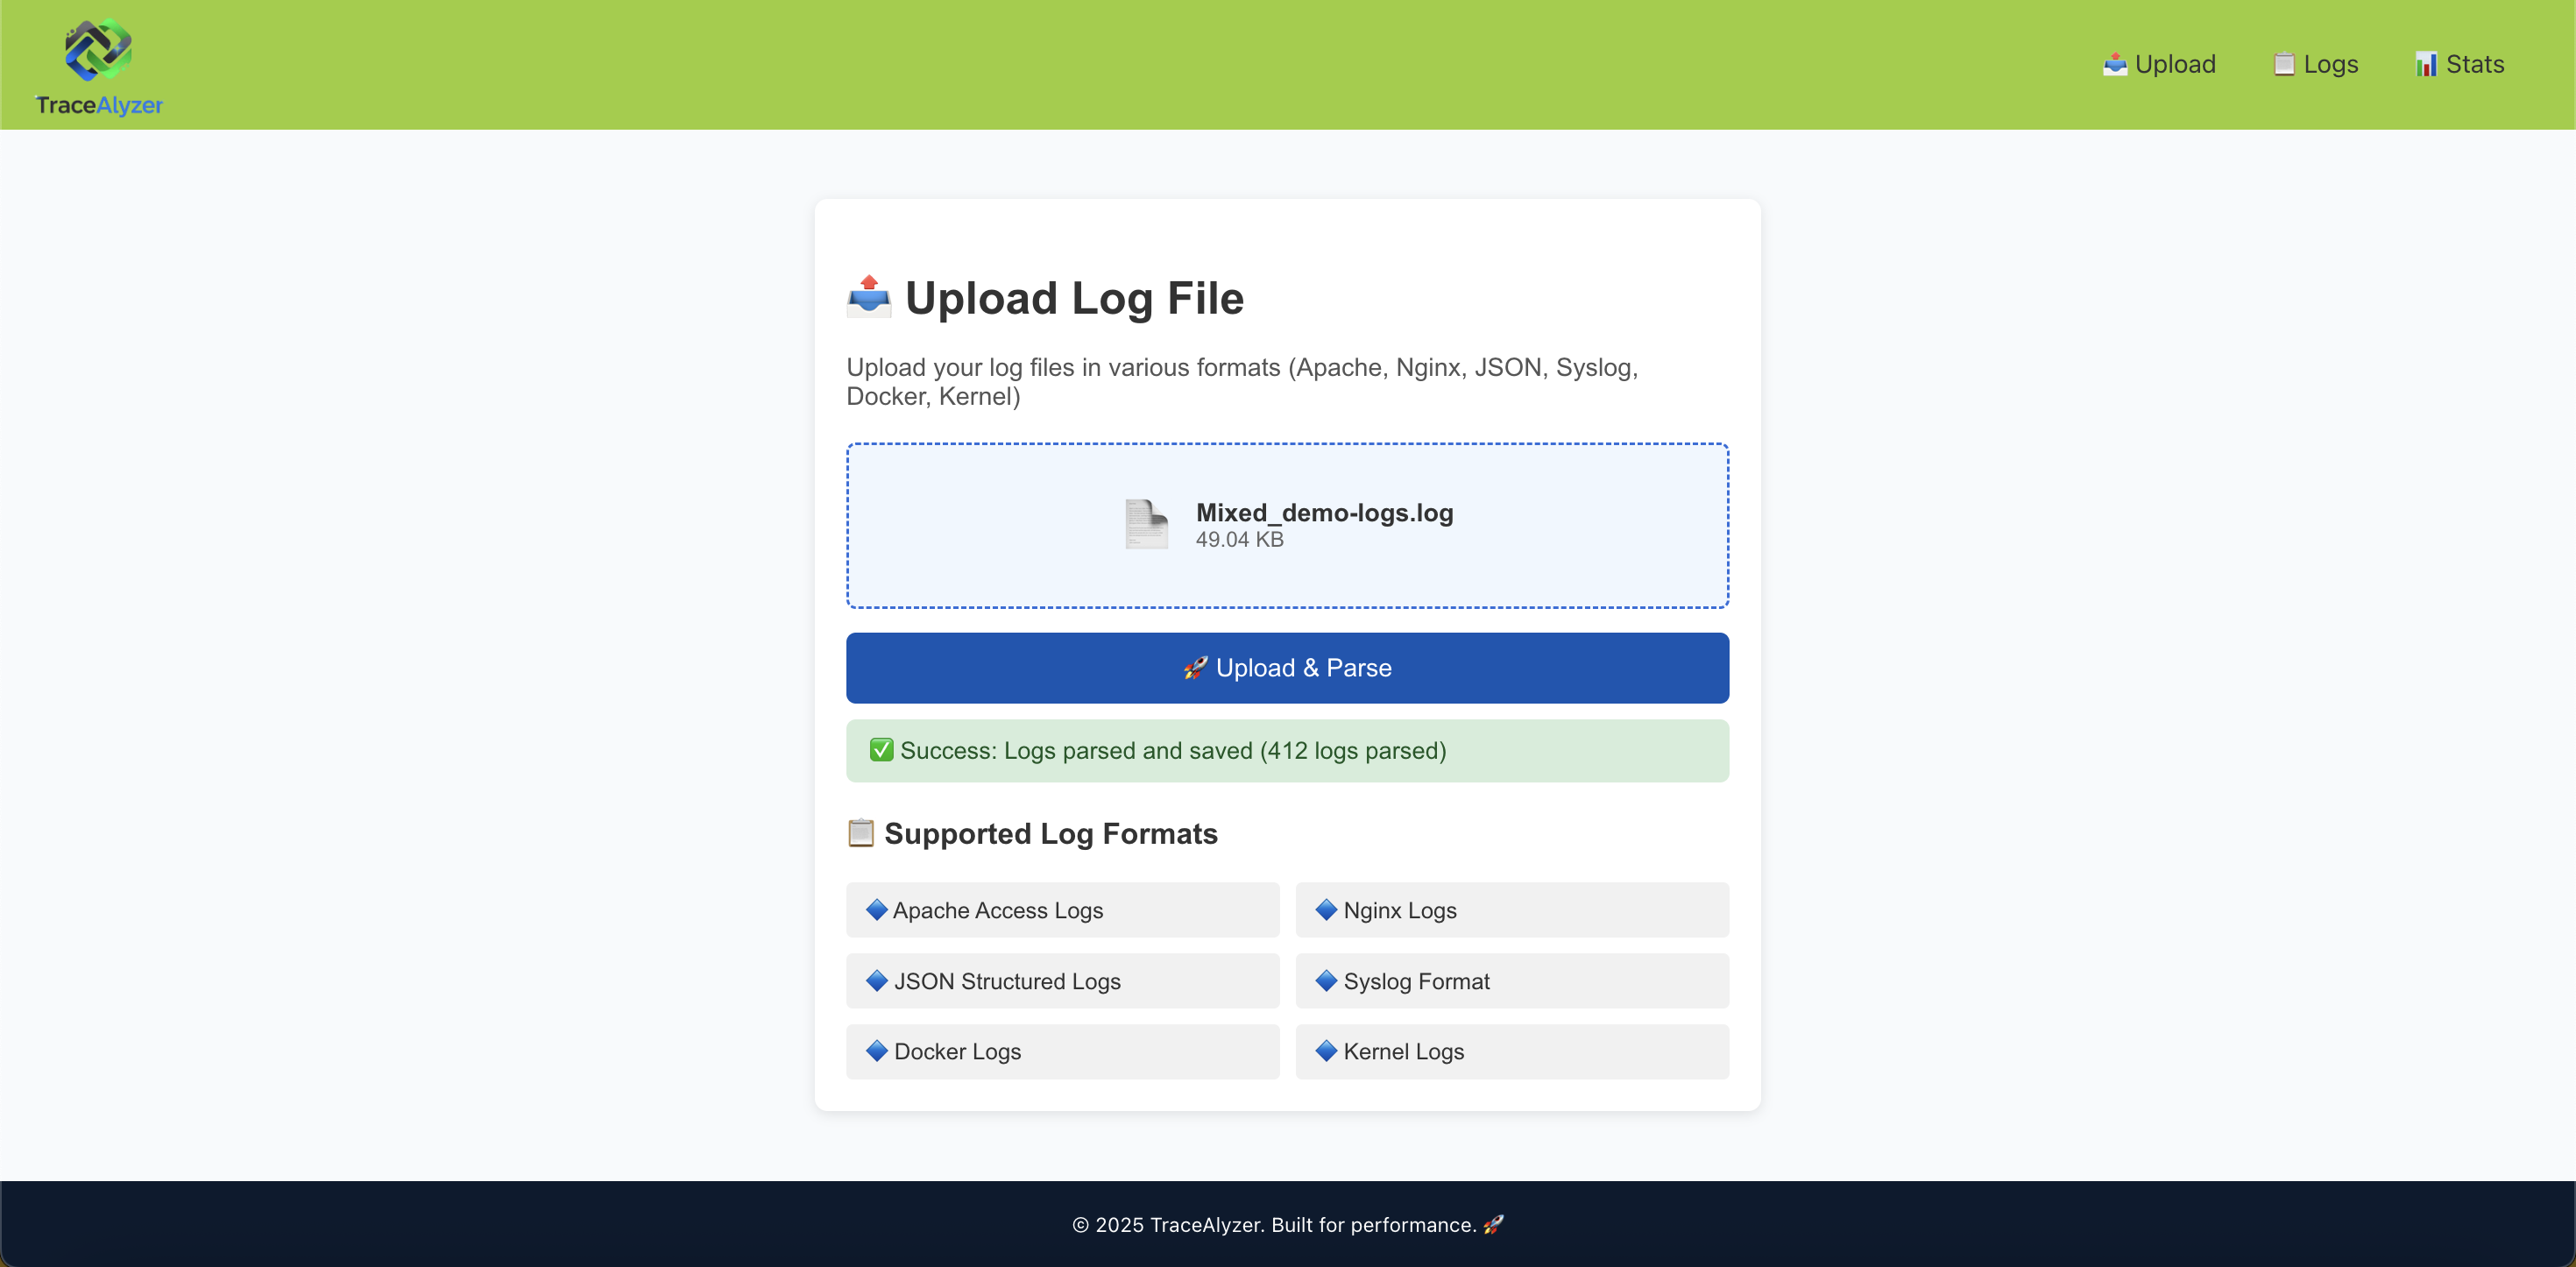 TraceAlyzer
📤 Upload
📋 Logs
📊 Stats
📤 Upload Log File
Upload your log files in various formats (Apache, Nginx, JSON, Syslog,
Docker, Kernel)
Mixed_demo-logs.log
49.04 KB
🚀 Upload & Parse
✅ Success: Logs parsed and saved (412 logs parsed)
📋 Supported Log Formats
🔷 Apache Access Logs
🔷 Nginx Logs
🔷 JSON Structured Logs
🔷 Syslog Format
🔷 Docker Logs
🔷 Kernel Logs
© 2025 TraceAlyzer. Built for performance. 🚀